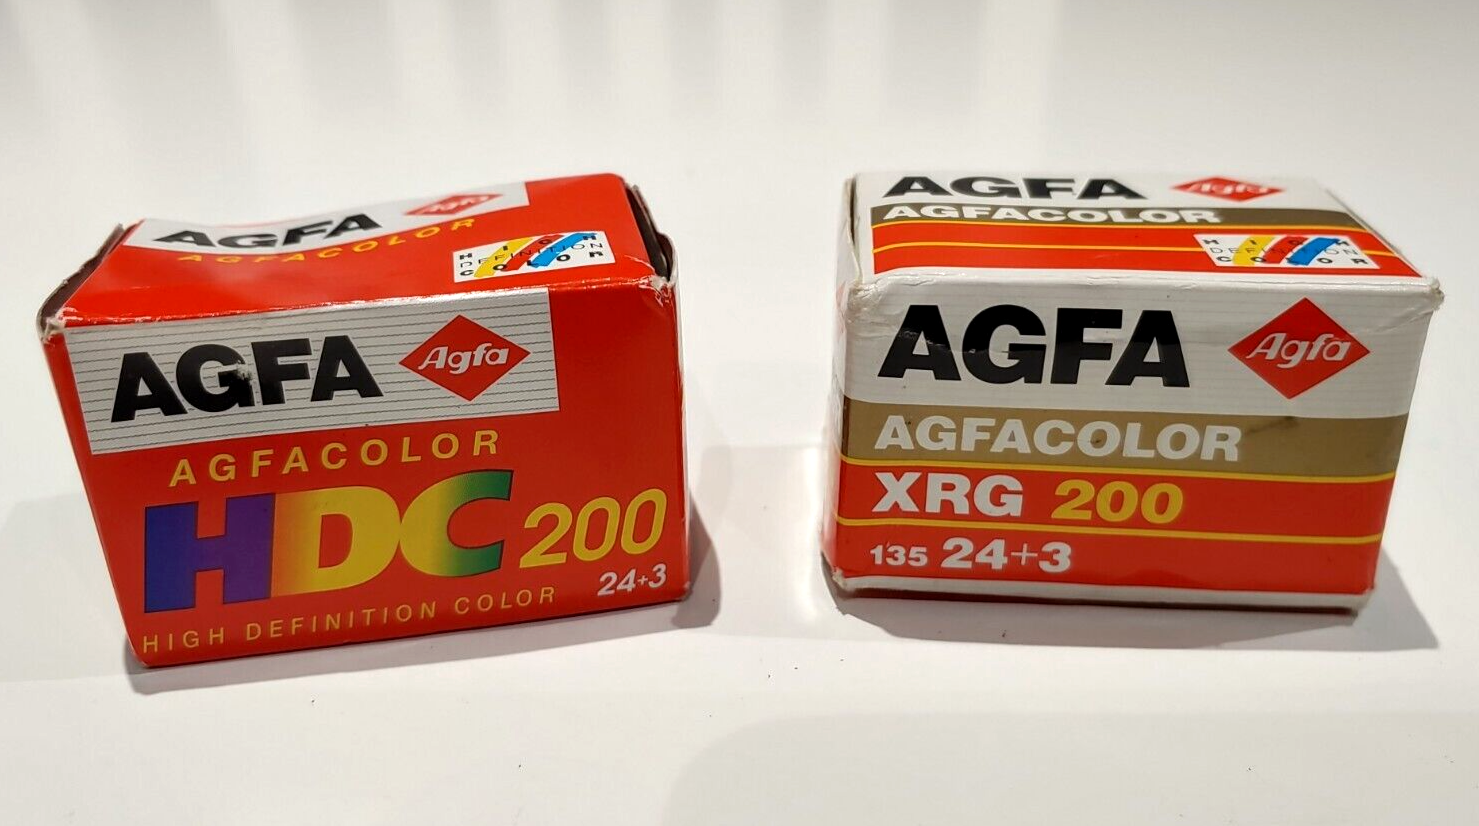 AGFA Agfa
AGFACOLOR
HIGH
DEFINITION
COLOR
AGFA Agfa
AGFACOLOR
HDC 200
24+3
HIGH DEFINITION COLOR
AGFA Agfa
AGFACOLOR
HIGH
DEFINITION
COLOR
AGFA Agfa
AGFACOLOR
XRG 200
135 24+3